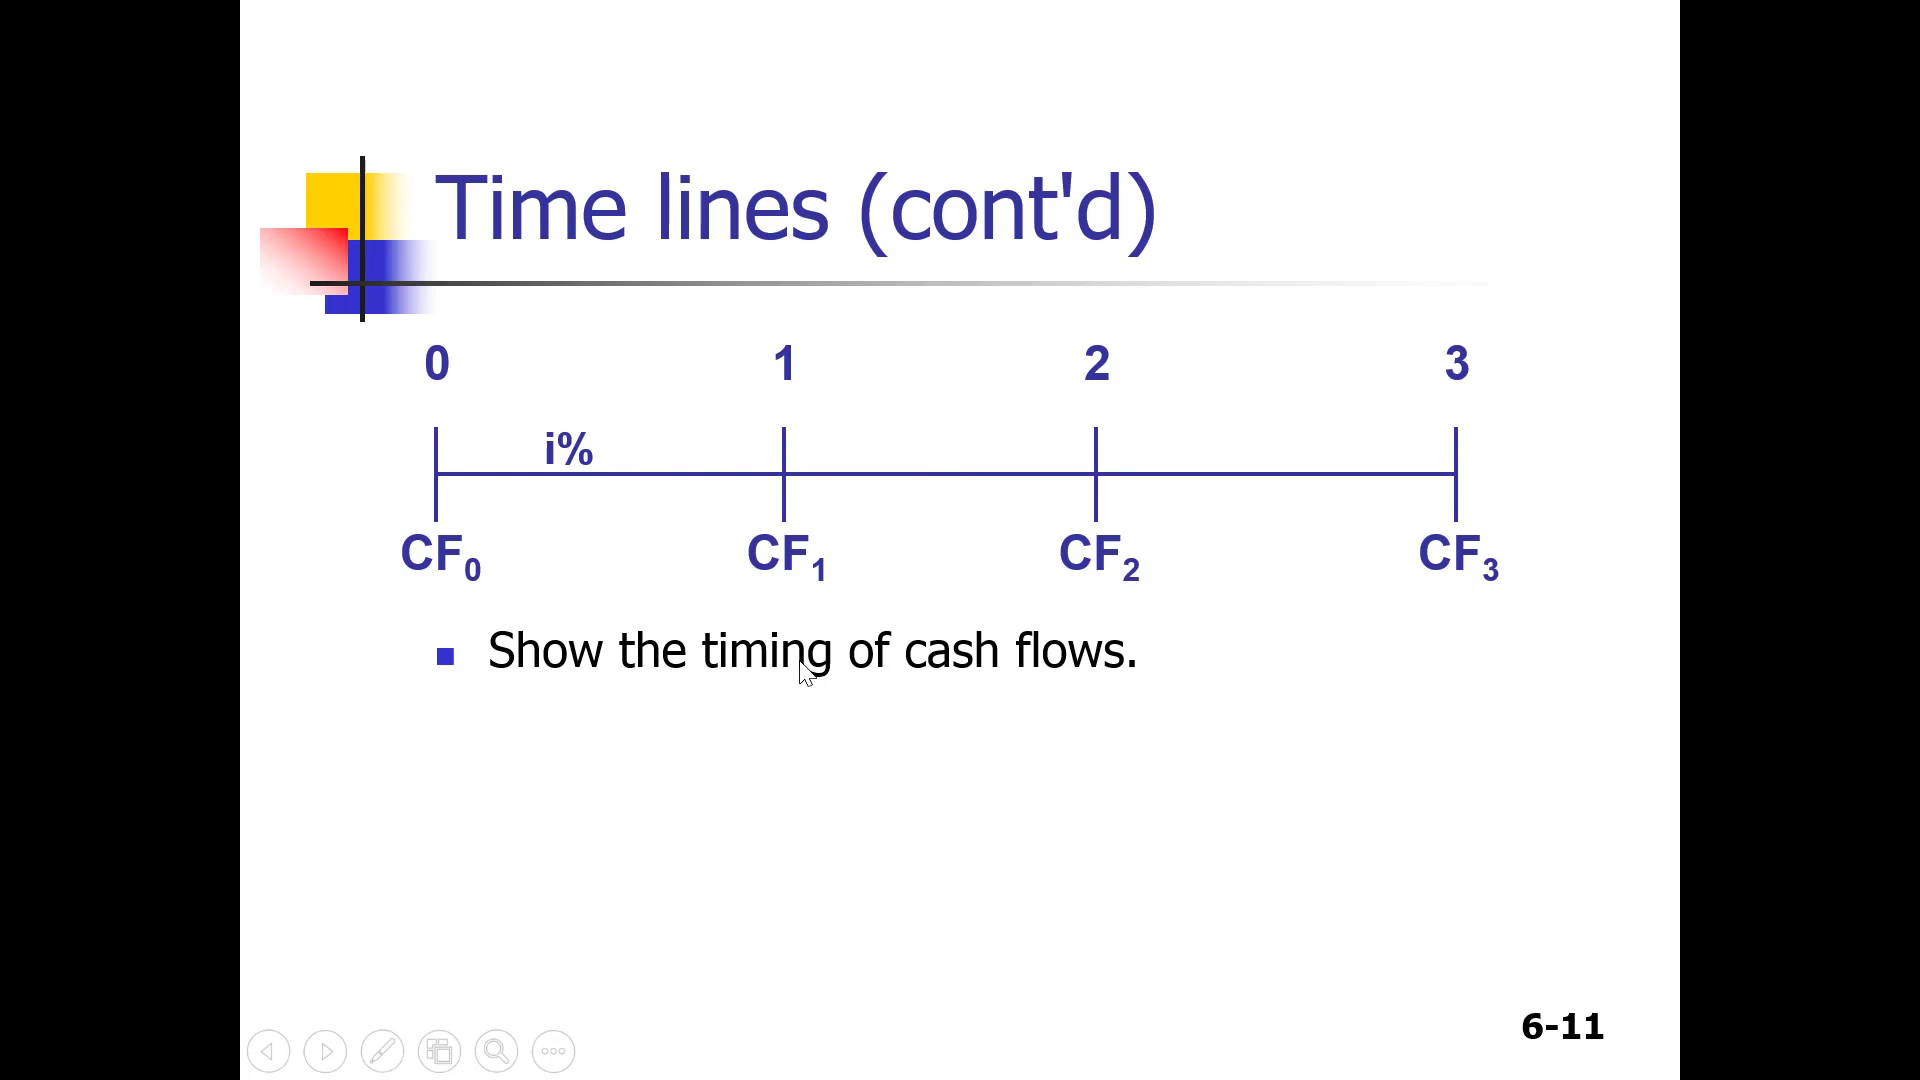 Time lines (cont'd)
0 1 2 3
i%
CF₀ CF₁ CF₂ CF₃
Show the timing of cash flows.
6-11